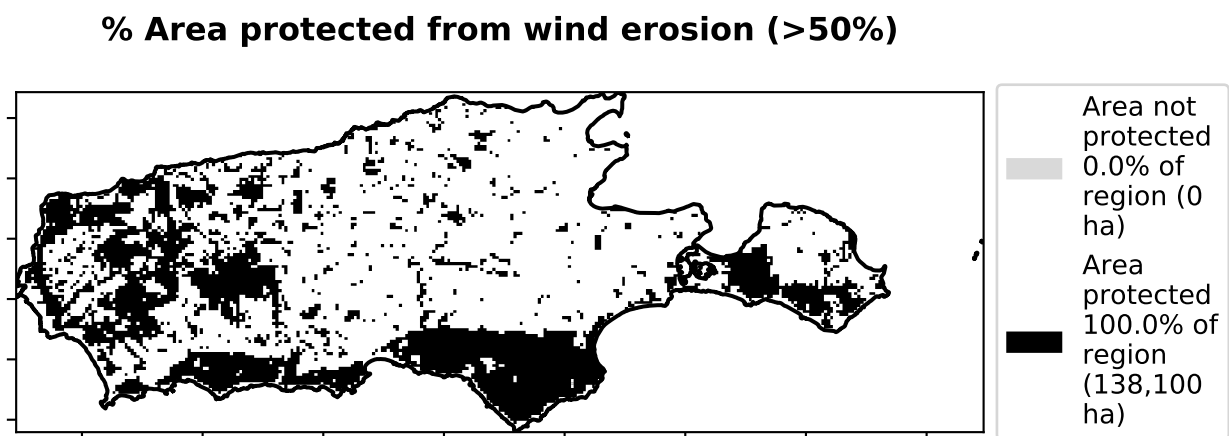 % Area protected from wind erosion (>50%)
Area not
protected
0.0% of
region (0
ha)
Area
protected
100.0% of
region
(138,100
ha)